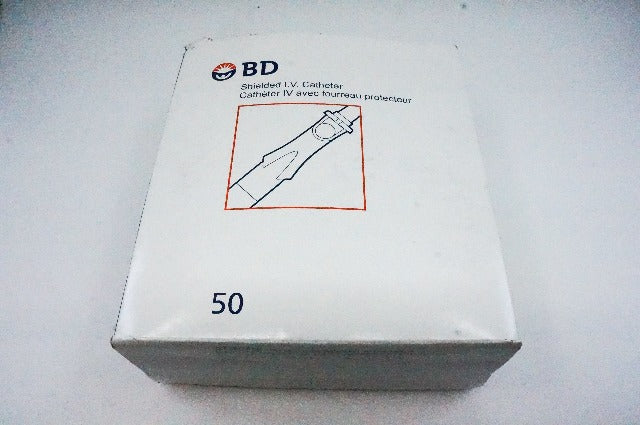 BD
Shielded I.V. Catheter
Cathéter IV avec fourreau protecteur
50